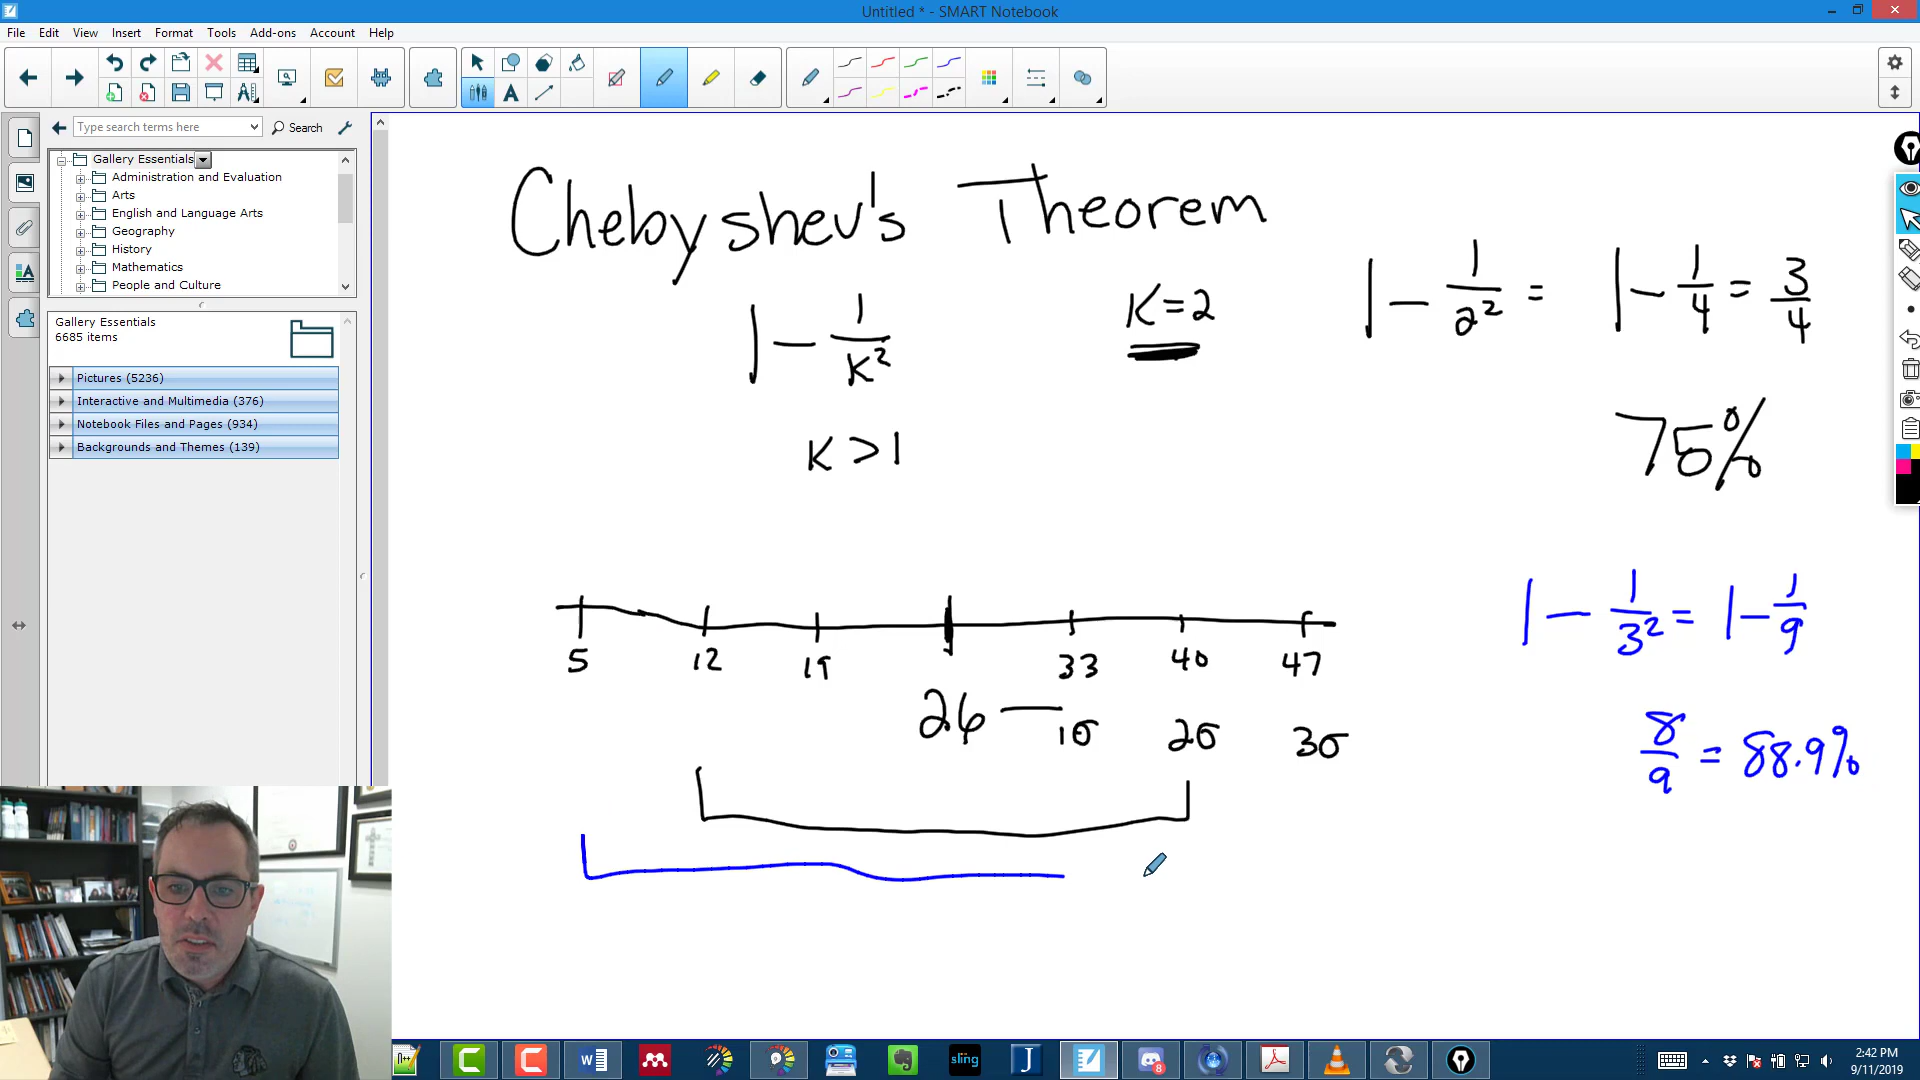 Untitled * - SMART Notebook
File Edit View Insert Format Tools Add-ons Account Help
Type search terms here
Search
Gallery Essentials
Administration and Evaluation
Arts
English and Language Arts
Geography
History
Mathematics
People and Culture
Gallery Essentials
6685 items
Pictures (5236)
Interactive and Multimedia (376)
Notebook Files and Pages (934)
Backgrounds and Themes (139)
Chebyshev's Theorem
1 - 1/K²
K > 1
K=2
1 - 1/2² = 1 - 1/4 = 3/4
75%
1 - 1/3² = 1 - 1/9
8/9 = 88.9%
5 12 19 33 40 47
26 — 1σ 2σ 3σ
sling
2:42 PM
9/11/2019